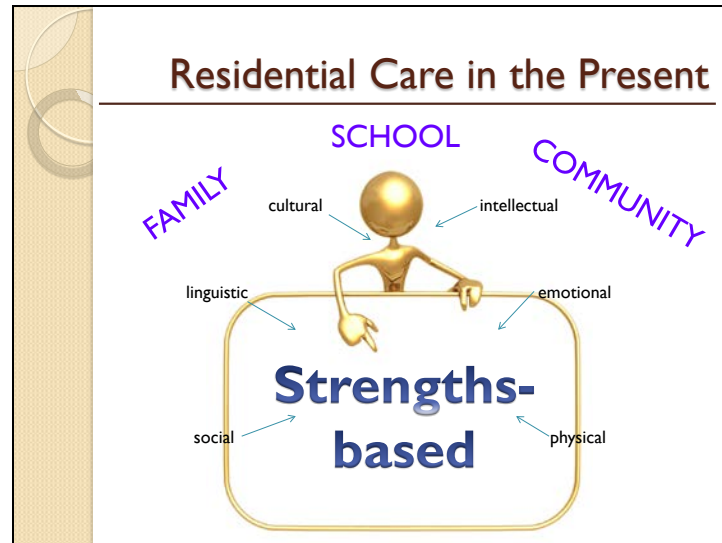 Residential Care in the Present
SCHOOL
FAMILY
COMMUNITY
cultural
intellectual
linguistic
emotional
Strengths-
based
social
physical